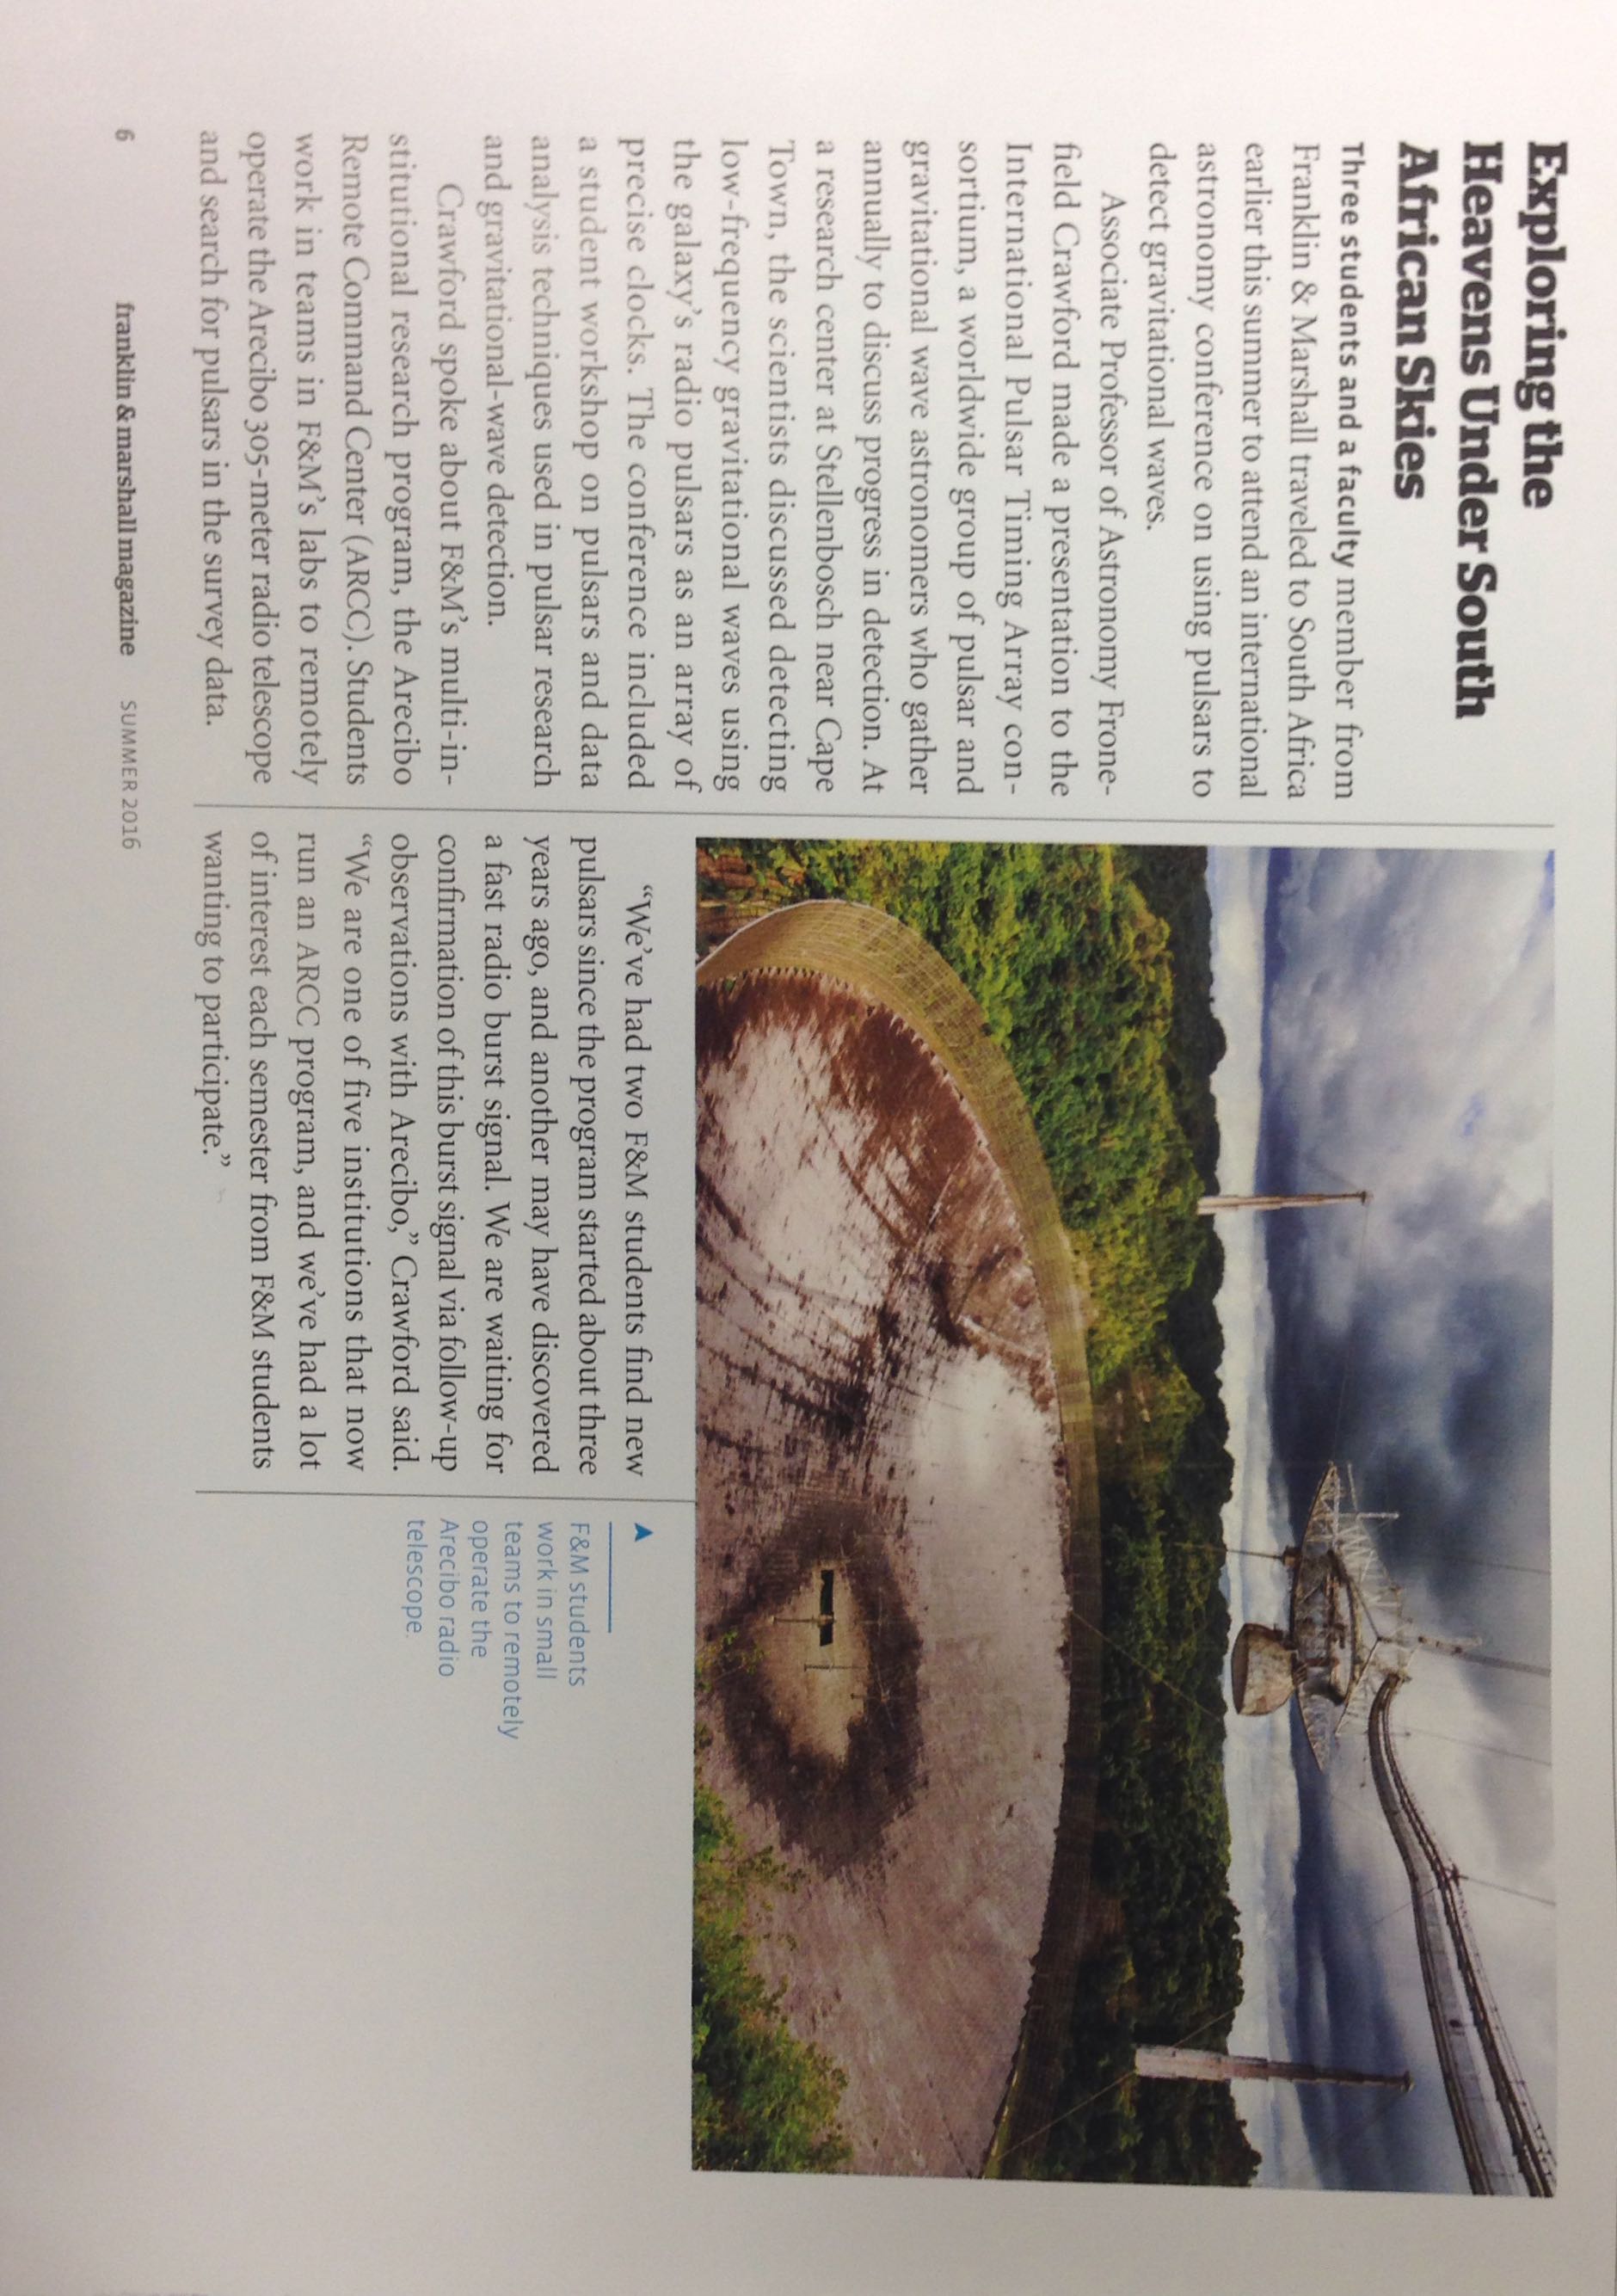 Exploring the
Heavens Under South
African Skies
Three students and a faculty member from
Franklin & Marshall traveled to South Africa
earlier this summer to attend an international
astronomy conference on using pulsars to
detect gravitational waves.
Associate Professor of Astronomy Frone-
field Crawford made a presentation to the
International Pulsar Timing Array con-
sortium, a worldwide group of pulsar and
gravitational wave astronomers who gather
annually to discuss progress in detection. At
a research center at Stellenbosch near Cape
Town, the scientists discussed detecting
low-frequency gravitational waves using
the galaxy’s radio pulsars as an array of
precise clocks. The conference included
a student workshop on pulsars and data
analysis techniques used in pulsar research
and gravitational-wave detection.
Crawford spoke about F&M’s multi-in-
stitutional research program, the Arecibo
Remote Command Center (ARCC). Students
work in teams in F&M’s labs to remotely
operate the Arecibo 305-meter radio telescope
and search for pulsars in the survey data.
“We’ve had two F&M students find new
pulsars since the program started about three
years ago, and another may have discovered
a fast radio burst signal. We are waiting for
confirmation of this burst signal via follow-up
observations with Arecibo,” Crawford said.
“We are one of five institutions that now
run an ARCC program, and we’ve had a lot
of interest each semester from F&M students
wanting to participate.”
F&M students
work in small
teams to remotely
operate the
Arecibo radio
telescope.
6 franklin & marshall magazine SUMMER 2016